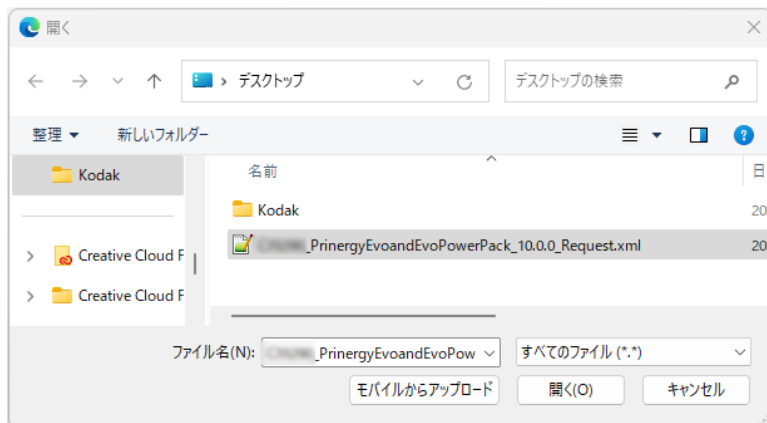 開く
デスクトップ
デスクトップの検索
整理
新しいフォルダー
?
Kodak
Creative Cloud F
Creative Cloud F
名前
日
Kodak
20
_PrinergyEvoandEvoPowerPack_10.0.0_Request.xml
20
ファイル名(N):
_PrinergyEvoandEvoPow
すべてのファイル (*.*)
モバイルからアップロード
開く(O)
キャンセル